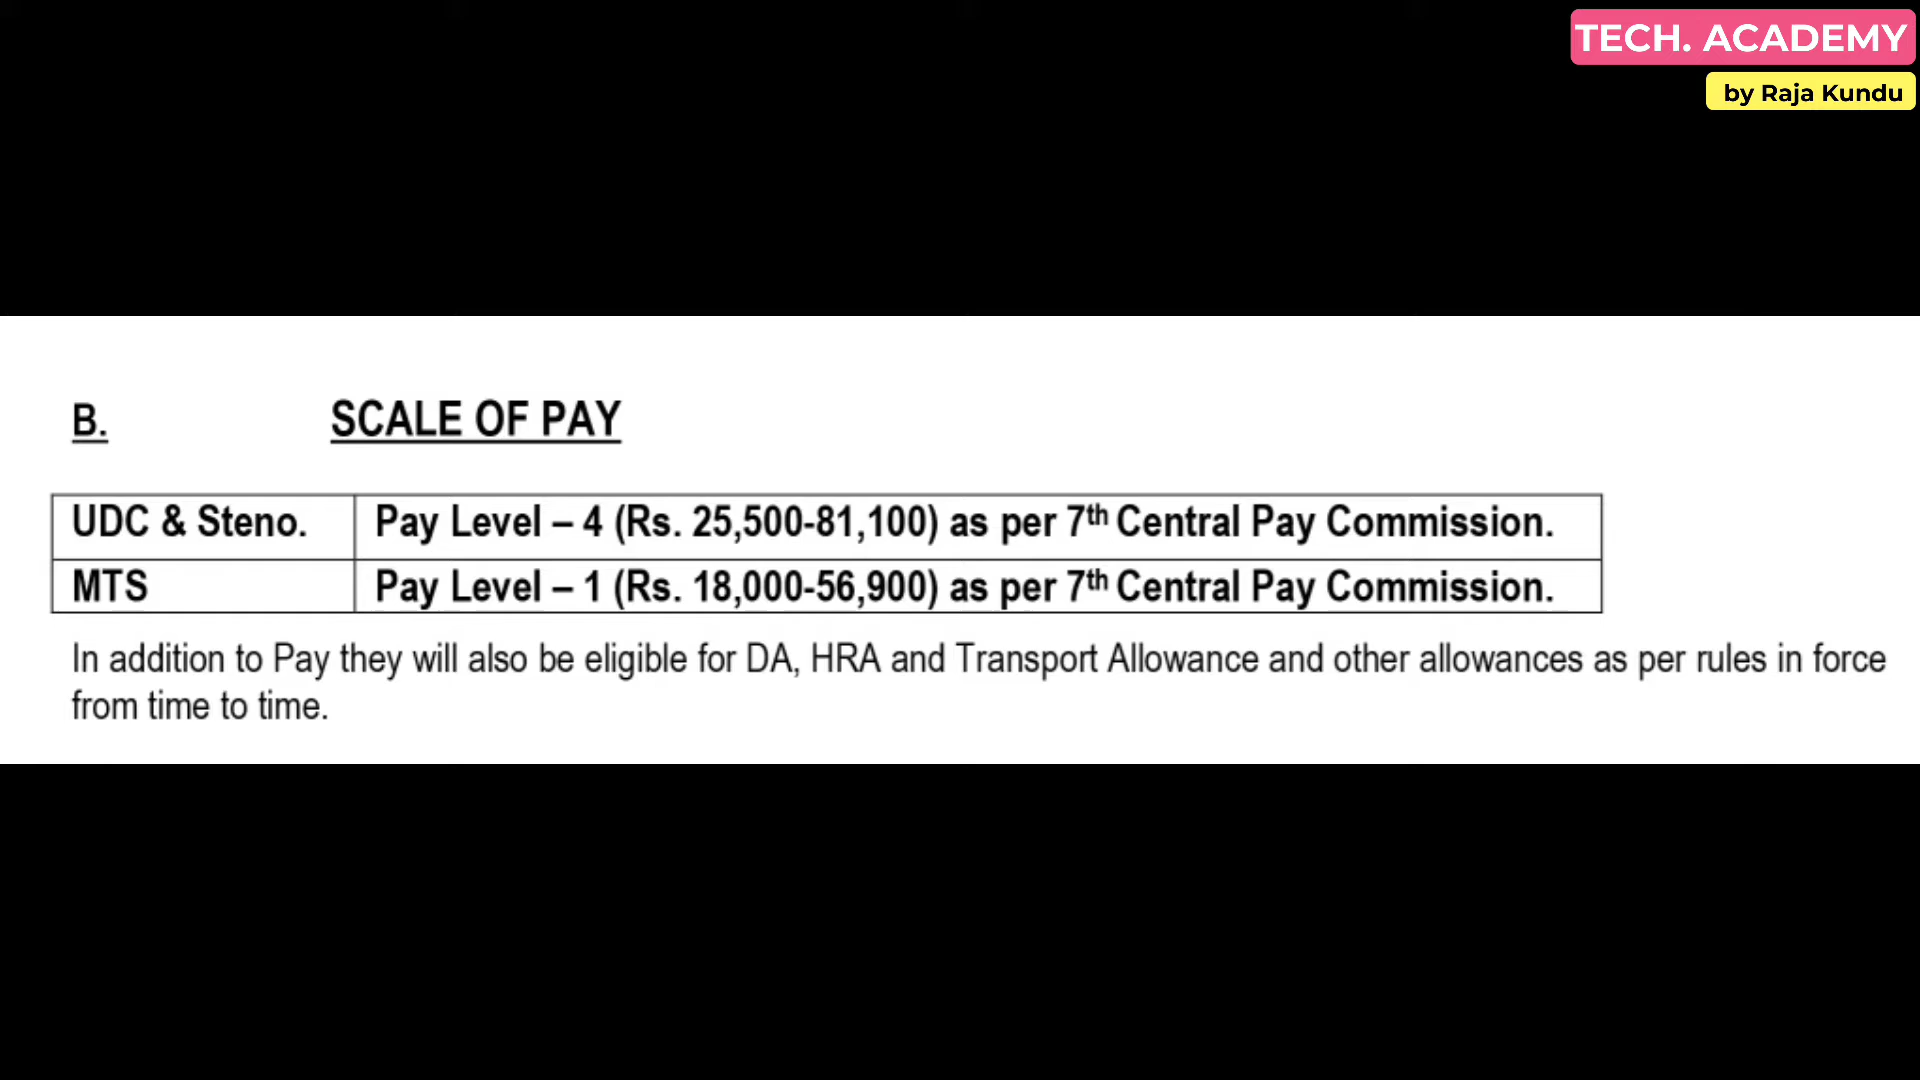 TECH. ACADEMY
by Raja Kundu
B. SCALE OF PAY
UDC & Steno. Pay Level – 4 (Rs. 25,500-81,100) as per 7th Central Pay Commission.
MTS Pay Level – 1 (Rs. 18,000-56,900) as per 7th Central Pay Commission.
In addition to Pay they will also be eligible for DA, HRA and Transport Allowance and other allowances as per rules in force
from time to time.